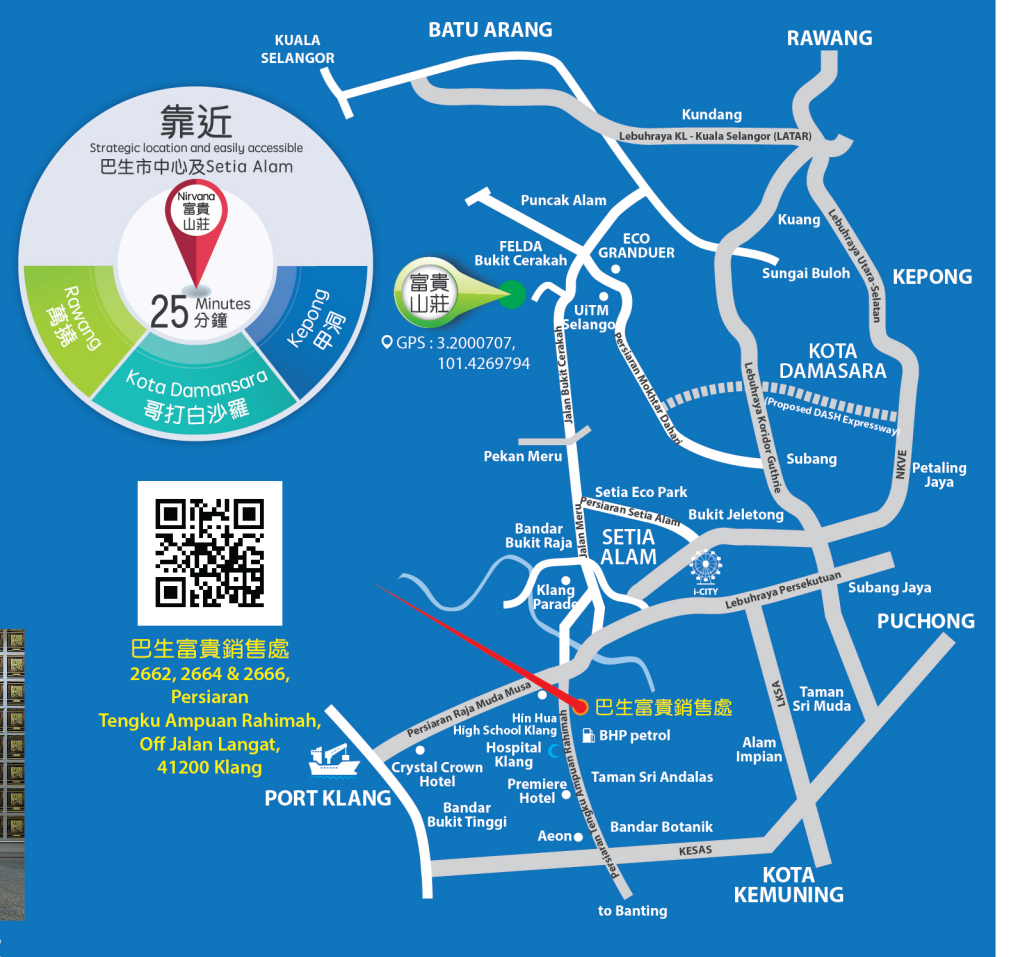 BATU ARANG
RAWANG
KUALA
SELANGOR
Kundang
Lebuhraya KL - Kuala Selangor (LATAR)
靠近
Strategic location and easily accessible
巴生市中心及Setia Alam
Nirvana
富貴
山莊
25 Minutes
分鐘
Rawang
萬撓
Kota Damansara
哥打白沙羅
Kepong
甲洞
Puncak Alam
Kuang
Lebuhraya Utara-Selatan
FELDA
Bukit Cerakah
ECO
GRANDUER
Sungai Buloh
KEPONG
富貴
山莊
UiTM
Selango
GPS : 3.2000707,
101.4269794
Jalan Bukit Cerakah
Persiaran Mokhtar Dahari
KOTA
DAMASARA
Lebuhraya Koridor Guthrie
(Proposed DASH Expressway)
NKVE
Pekan Meru
Subang
Petaling
Jaya
Setia Eco Park
Persiaran Setia Alam
Bukit Jeletong
Jalan Meru
Bandar
Bukit Raja
SETIA
ALAM
i-CITY
Klang
Parade
Lebuhraya Persekutuan
Subang Jaya
PUCHONG
巴生富貴銷售處
2662, 2664 & 2666,
Persiaran
Tengku Ampuan Rahimah,
Off Jalan Langat,
41200 Klang
Persiaran Raja Muda Musa
巴生富貴銷售處
LKSA
Taman
Sri Muda
Hin Hua
High School Klang
BHP petrol
Hospital
Klang
Alam
Impian
Crystal Crown
Hotel
Premiere
Hotel
Taman Sri Andalas
PORT KLANG
Bandar
Bukit Tinggi
Persiaran Tengku Ampuan Rahimah
Aeon
Bandar Botanik
KESAS
KOTA
KEMUNING
to Banting